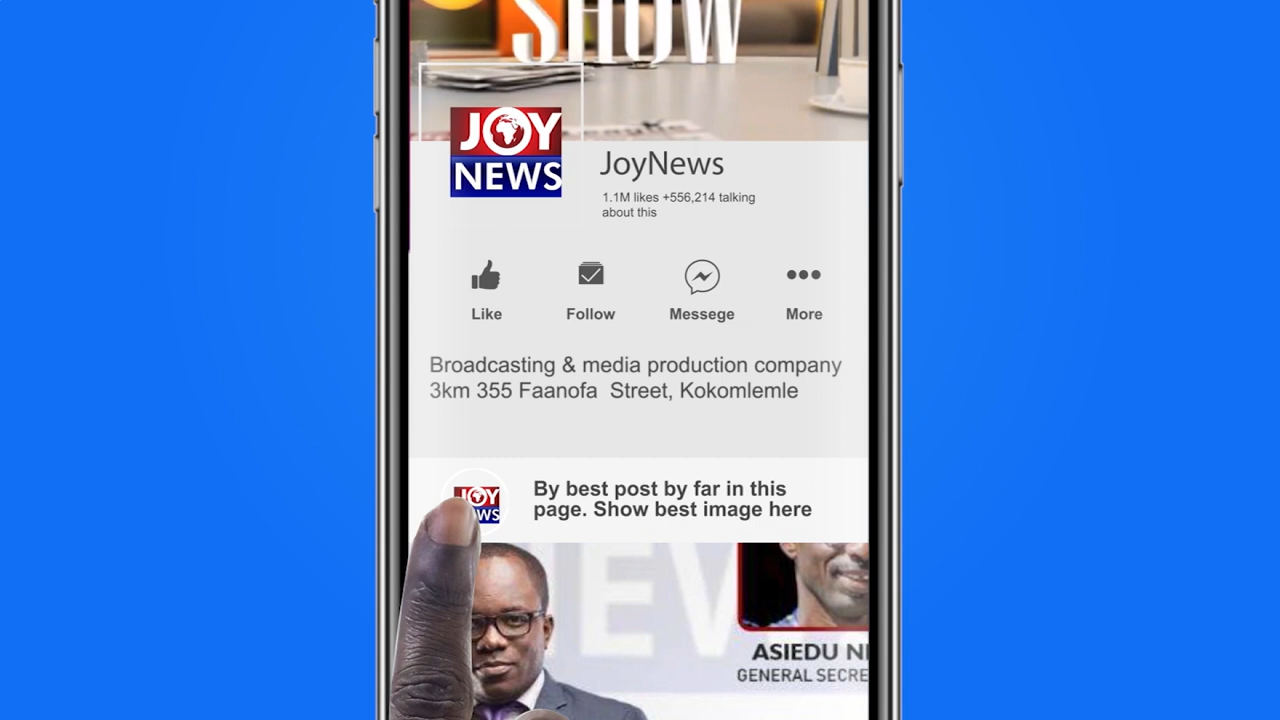 SHOW
JOY
NEWS
JoyNews
1.1M likes +556,214 talking
about this
Like
Follow
Messege
More
Broadcasting & media production company
3km 355 Faanofa Street, Kokomlemle
JOY
By best post by far in this
page. Show best image here
ASIEDU
GENERAL